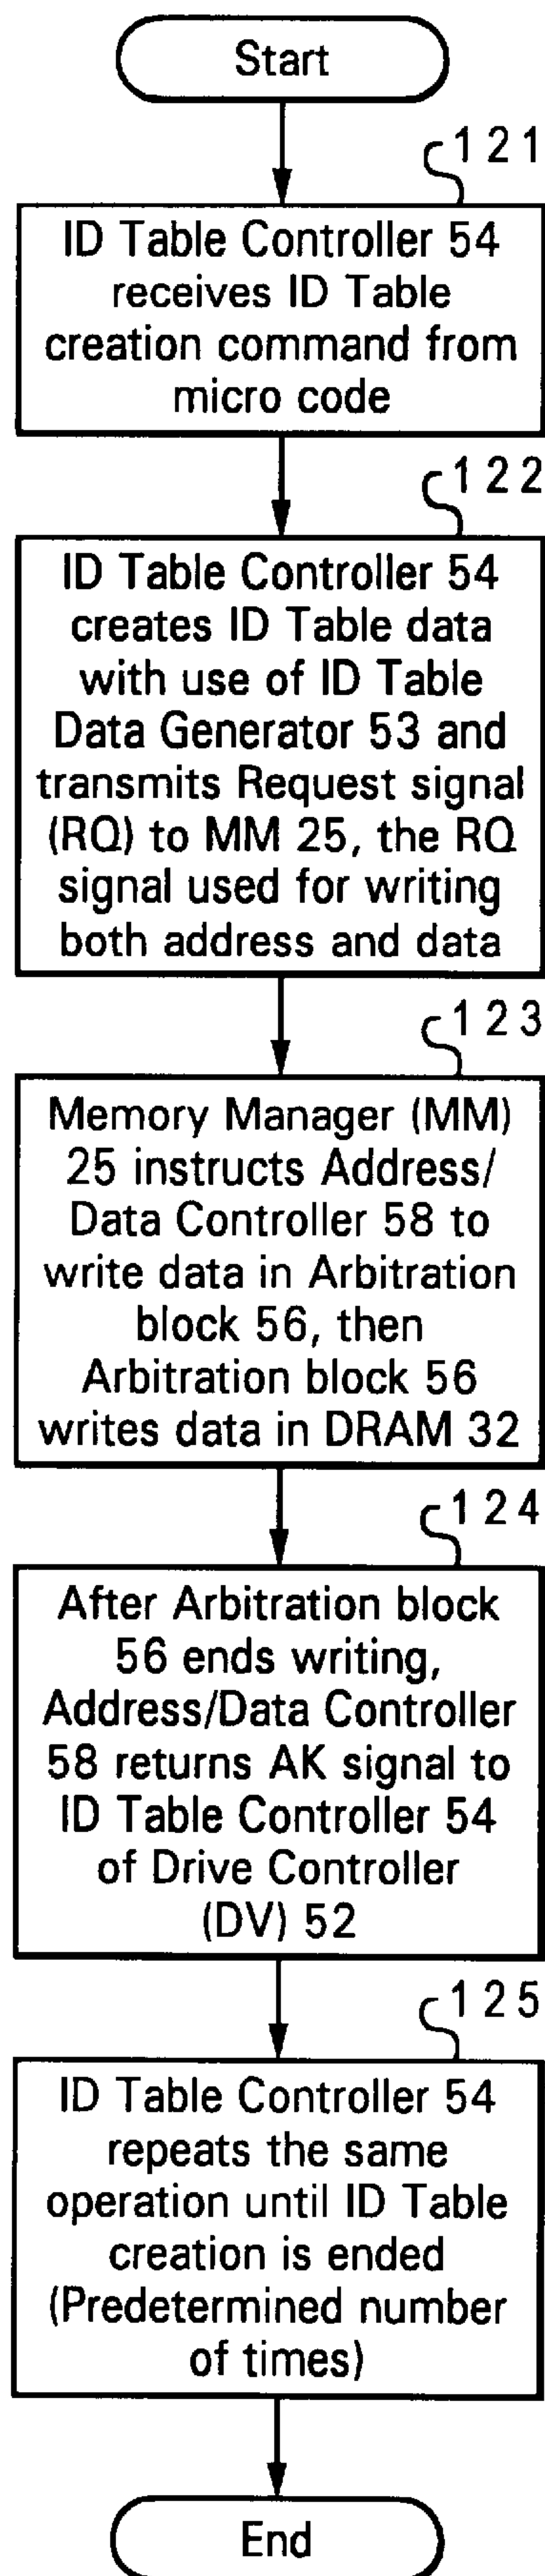 Start
121
ID Table Controller 54
receives ID Table
creation command from
micro code
122
ID Table Controller 54
creates ID Table data
with use of ID Table
Data Generator 53 and
transmits Request signal
(RQ) to MM 25, the RQ
signal used for writing
both address and data
123
Memory Manager (MM)
25 instructs Address/
Data Controller 58 to
write data in Arbitration
block 56, then
Arbitration block 56
writes data in DRAM 32
124
After Arbitration block
56 ends writing,
Address/Data Controller
58 returns AK signal to
ID Table Controller 54
of Drive Controller
(DV) 52
125
ID Table Controller 54
repeats the same
operation until ID Table
creation is ended
(Predetermined number
of times)
End